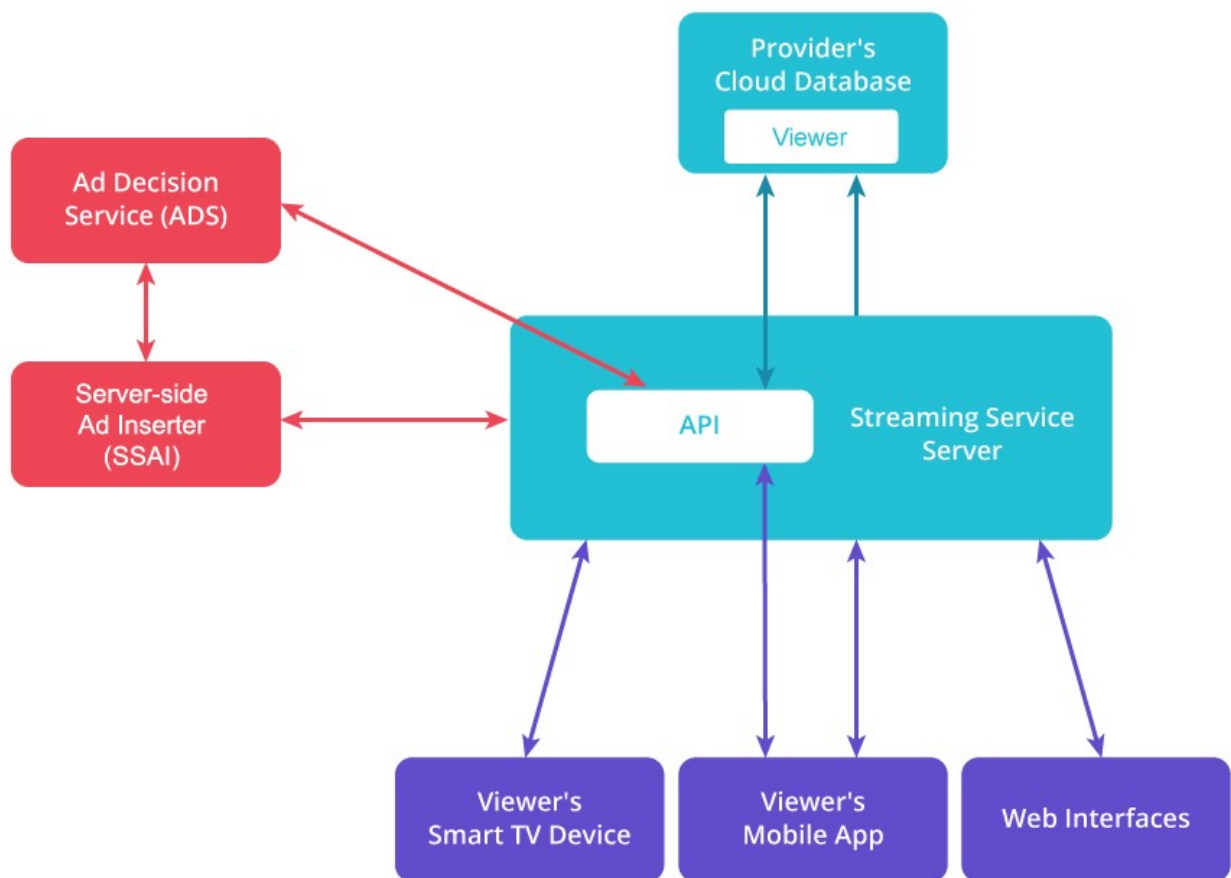 Provider's
Cloud Database
Viewer
Ad Decision
Service (ADS)
Server-side
Ad Inserter
(SSAI)
API
Streaming Service
Server
Viewer's
Smart TV Device
Viewer's
Mobile App
Web Interfaces